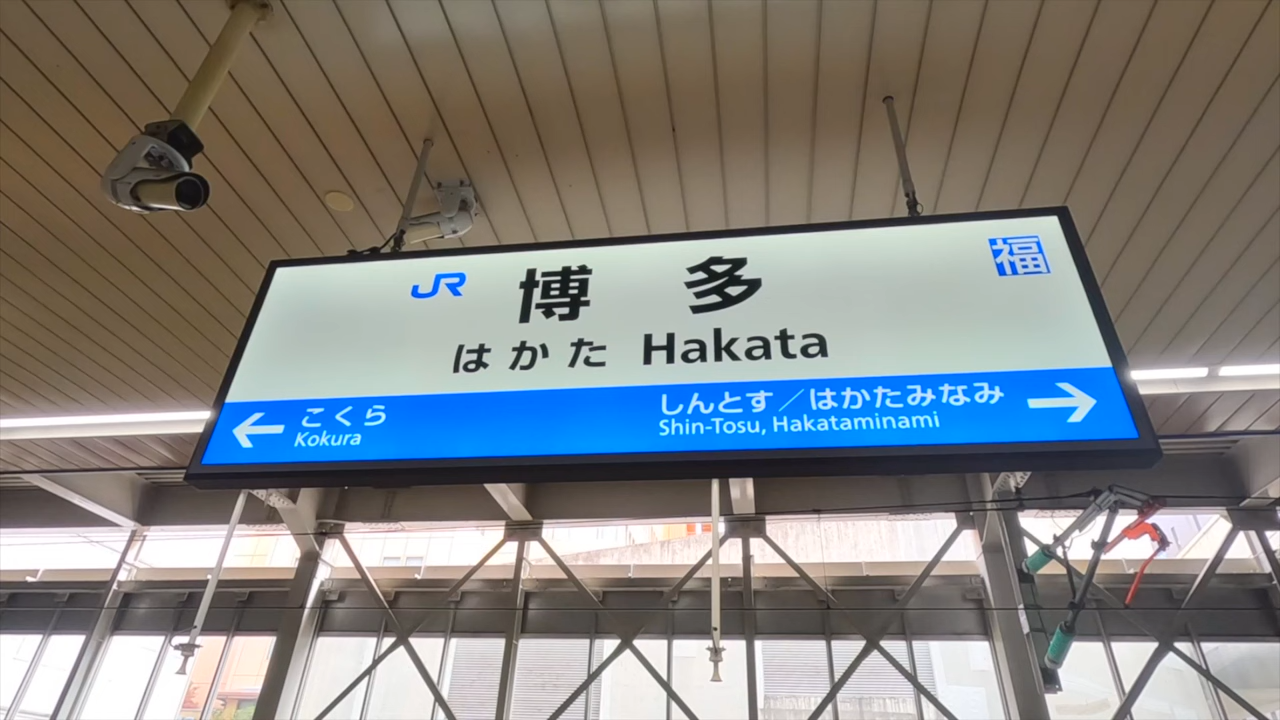 JR 博多 福
はかた Hakata
← こくら
Kokura
しんとす／はかたみなみ →
Shin-Tosu, Hakataminami